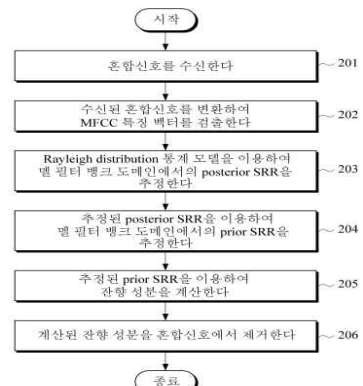 시작
혼합신호를 수신한다
201
수신된 혼합신호를 변환하여
MFCC 특징 벡터를 검출한다
202
Rayleigh distribution 통계 모델을 이용하여
멜 필터 뱅크 도메인에서의 posterior SRR을
추정한다
203
추정된 posterior SRR을 이용하여
멜 필터 뱅크 도메인에서의 prior SRR을
추정한다
204
추정된 prior SRR을 이용하여
잔향 성분을 계산한다
205
계산된 잔향 성분을 혼합신호에서 제거한다
206
종료